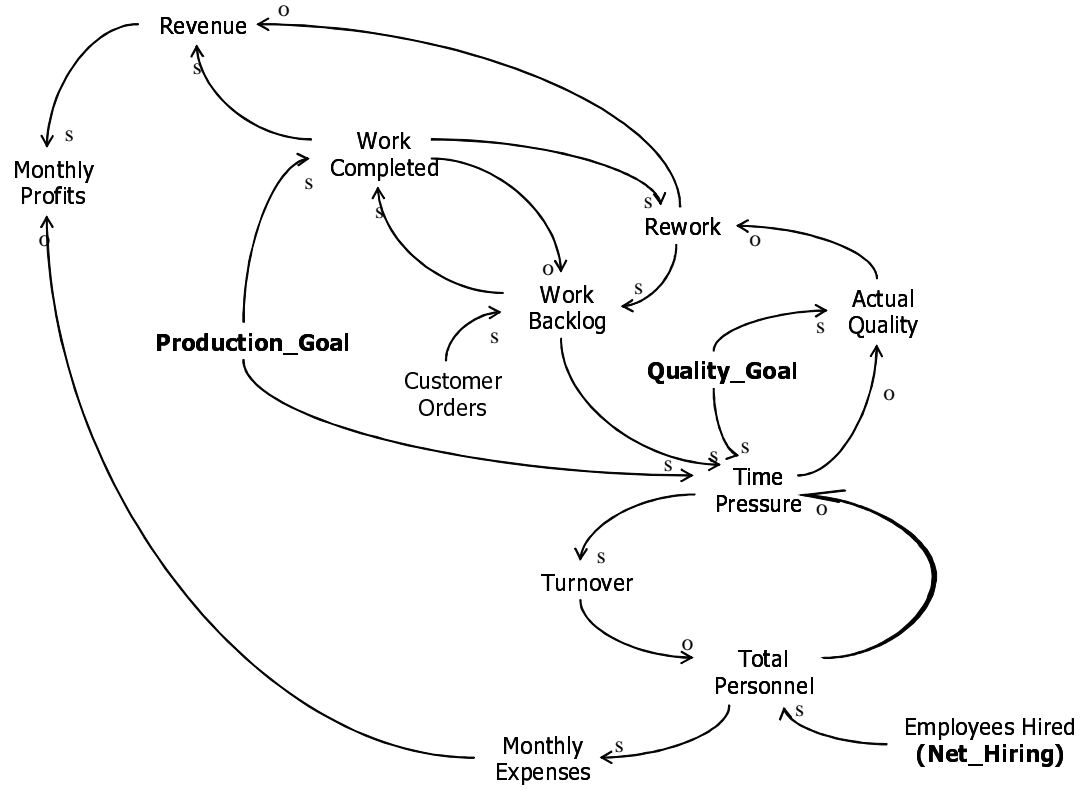 o
Revenue
s
s
Monthly
Profits
o
Work
Completed
s
s
s
Rework
o
o
s
Work
Backlog
s
Actual
Quality
s
Production_Goal
s
Customer
Orders
Quality_Goal
o
s
s
s
Time
Pressure
o
s
Turnover
o
Total
Personnel
s
Employees Hired
(Net_Hiring)
s
Monthly
Expenses